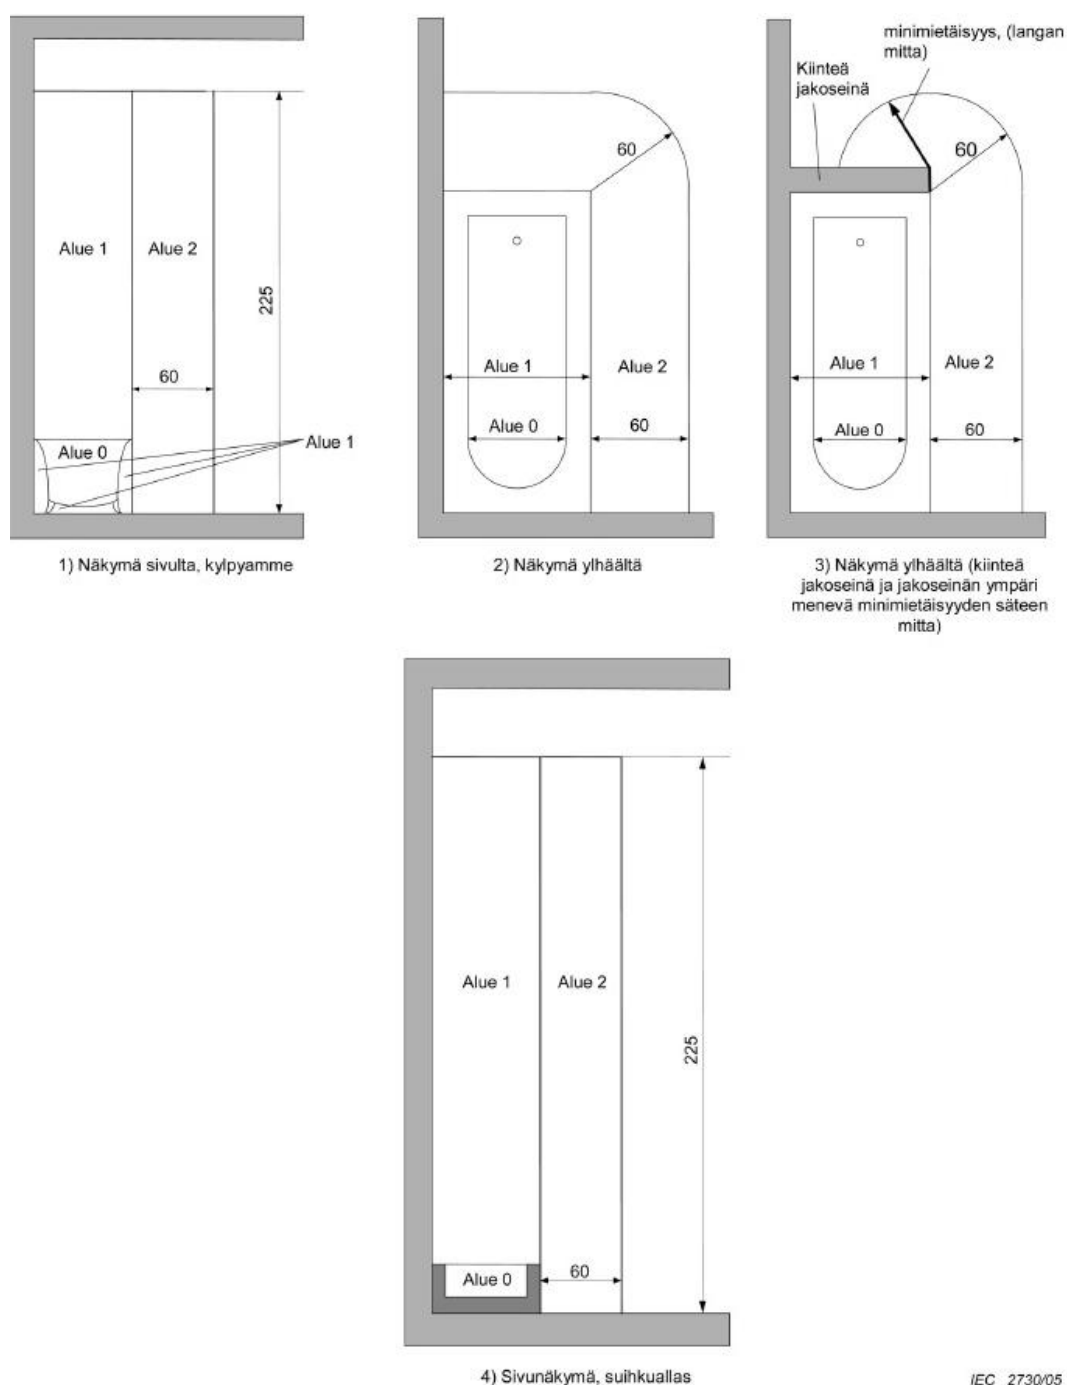 Alue 1
Alue 2
225
60
Alue 0
Alue 1
1) Näkymä sivulta, kylpyamme
60
Alue 1
Alue 2
Alue 0
60
2) Näkymä ylhäältä
minimietäisyys, (langan
mitta)
Kiinteä
jakoseinä
60
Alue 1
Alue 2
Alue 0
60
3) Näkymä ylhäältä (kiinteä
jakoseinä ja jakoseinän ympäri
menevä minimietäisyyden säteen
mitta)
Alue 1
Alue 2
225
Alue 0
60
4) Sivunäkymä, suihkuallas
IEC 2730/05